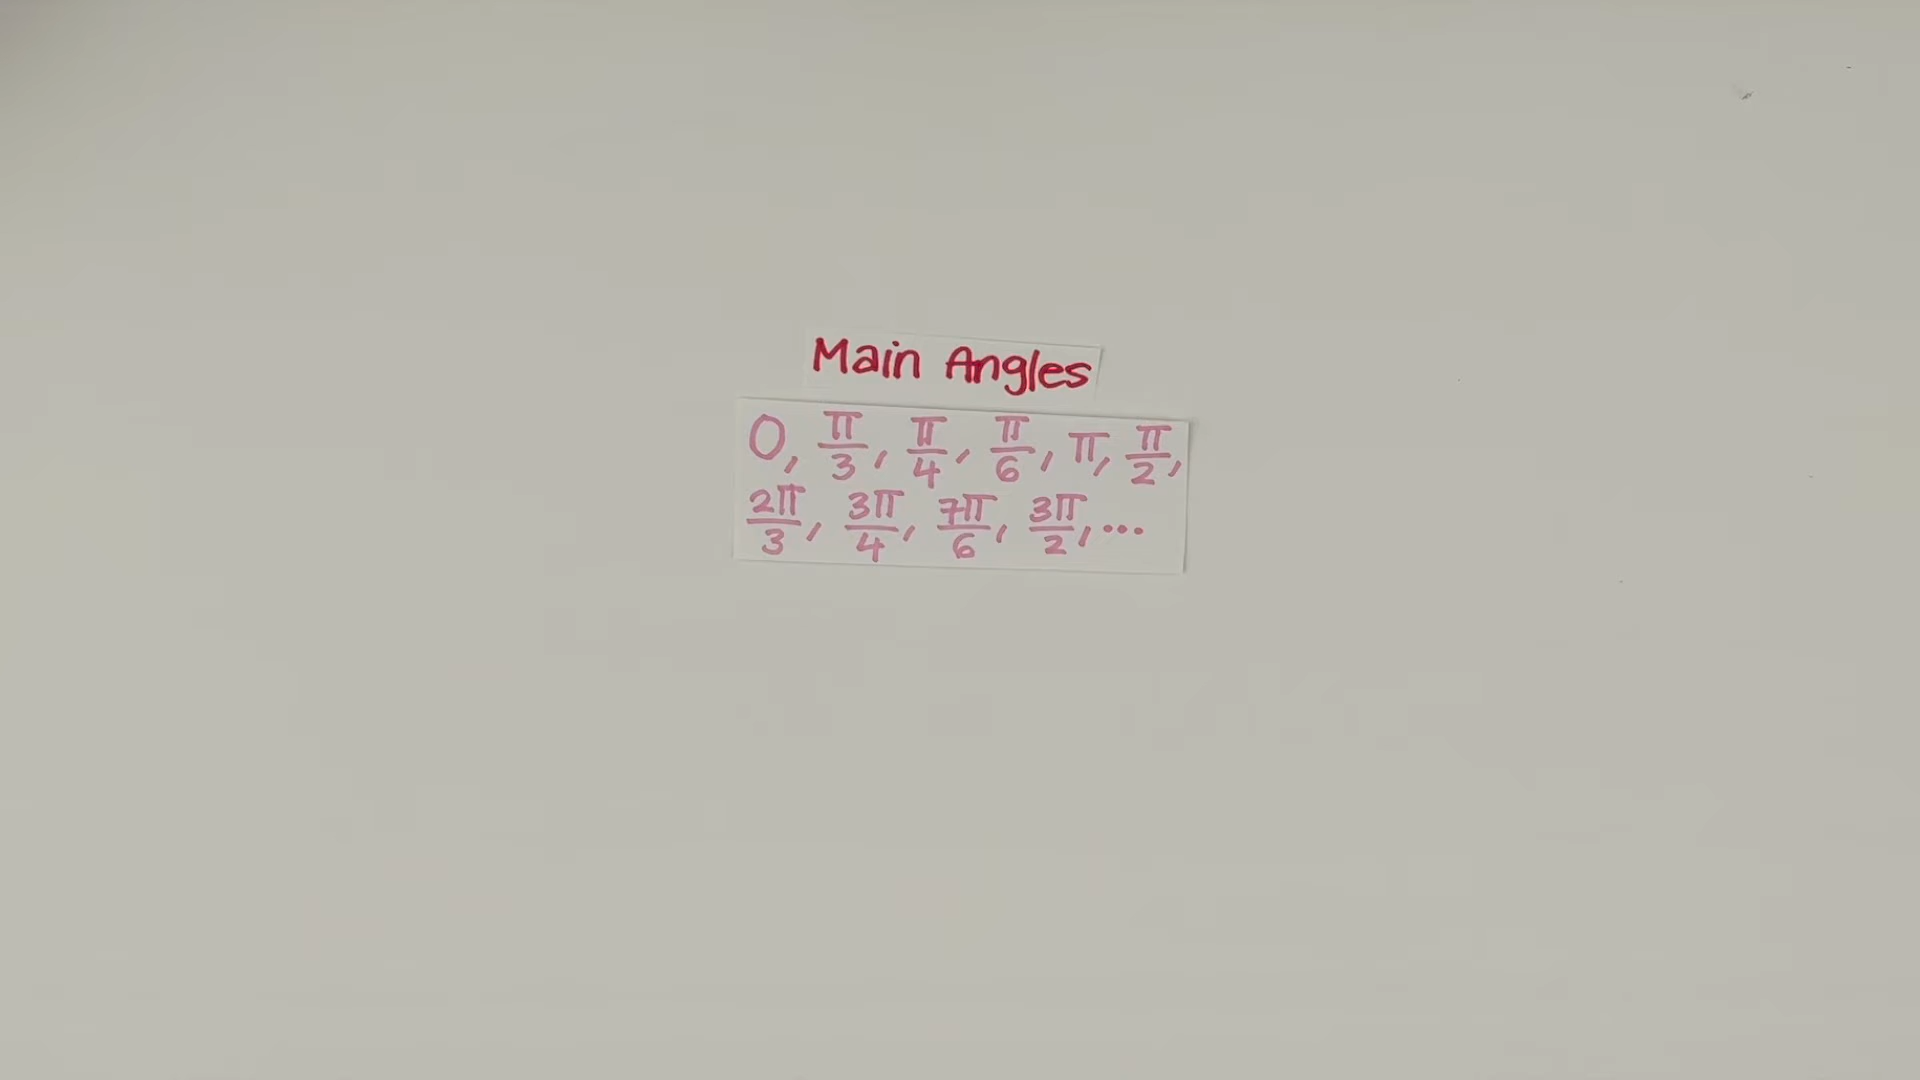 Main Angles
0, π/3, π/4, π/6, π, π/2,
2π/3, 3π/4, 7π/6, 3π/2, ...